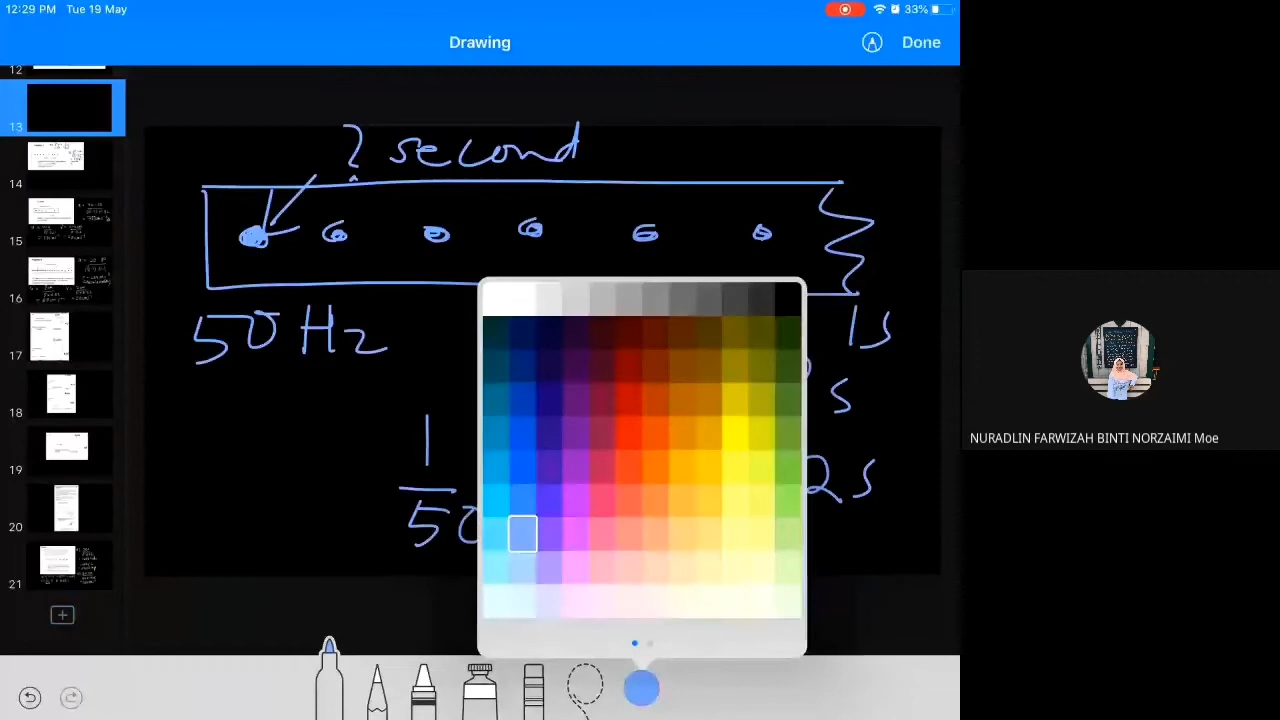 12:29 PM Tue 19 May
33%
Drawing
Done
12
13
14
15
16
17
18
19
20
21
? second
50 Hz
1s
s
1
50
2s
NURADLIN FARWIZAH BINTI NORZAIMI Moe